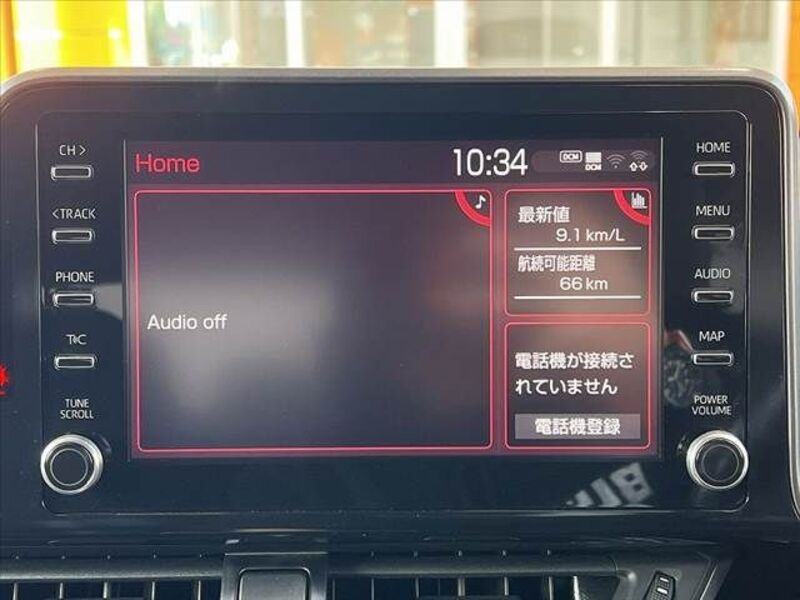 CH >
<TRACK
PHONE
T&C
TUNE
SCROLL
Home
10:34
DCM
DCM
Audio off
最新値
9.1 km/L
航続可能距離
66 km
電話機が接続さ
れていません
電話機登録
HOME
MENU
AUDIO
MAP
POWER
VOLUME